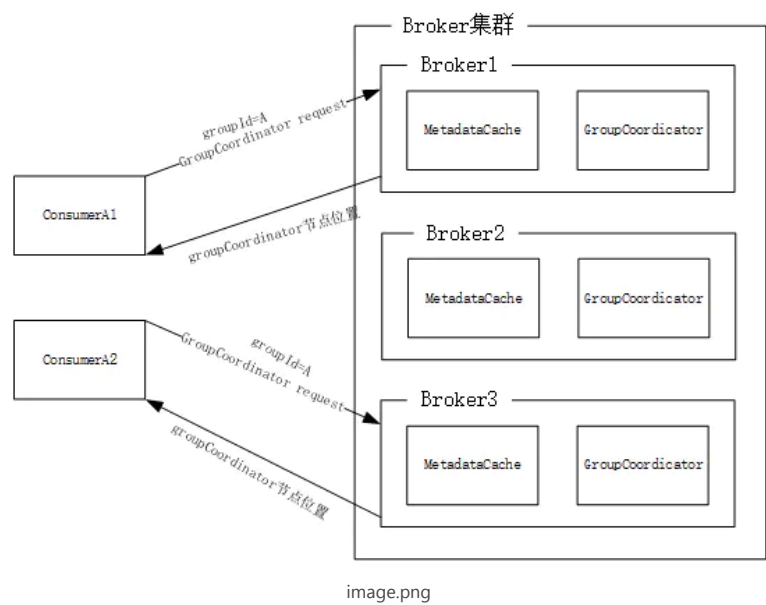 Broker集群
Broker1
groupId=A
GroupCoordinator request
MetadataCache
GroupCoordicator
ConsumerA1
groupCoordinator节点位置
Broker2
MetadataCache
GroupCoordicator
ConsumerA2
groupId=A
GroupCoordinator request
Broker3
MetadataCache
GroupCoordicator
groupCoordinator节点位置
image.png